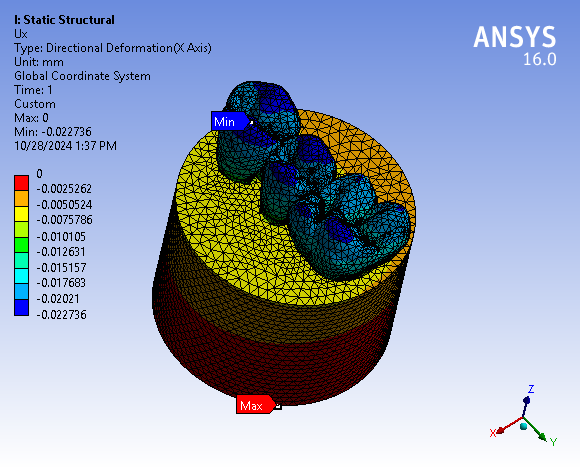 I: Static Structural
Ux
Type: Directional Deformation(X Axis)
Unit: mm
Global Coordinate System
Time: 1
Custom
Max: 0
Min: -0.022736
10/28/2024 1:37 PM
ANSYS
16.0
0
-0.0025262
-0.0050524
-0.0075786
-0.010105
-0.012631
-0.015157
-0.017683
-0.02021
-0.022736
Min
Max
Z
X
Y